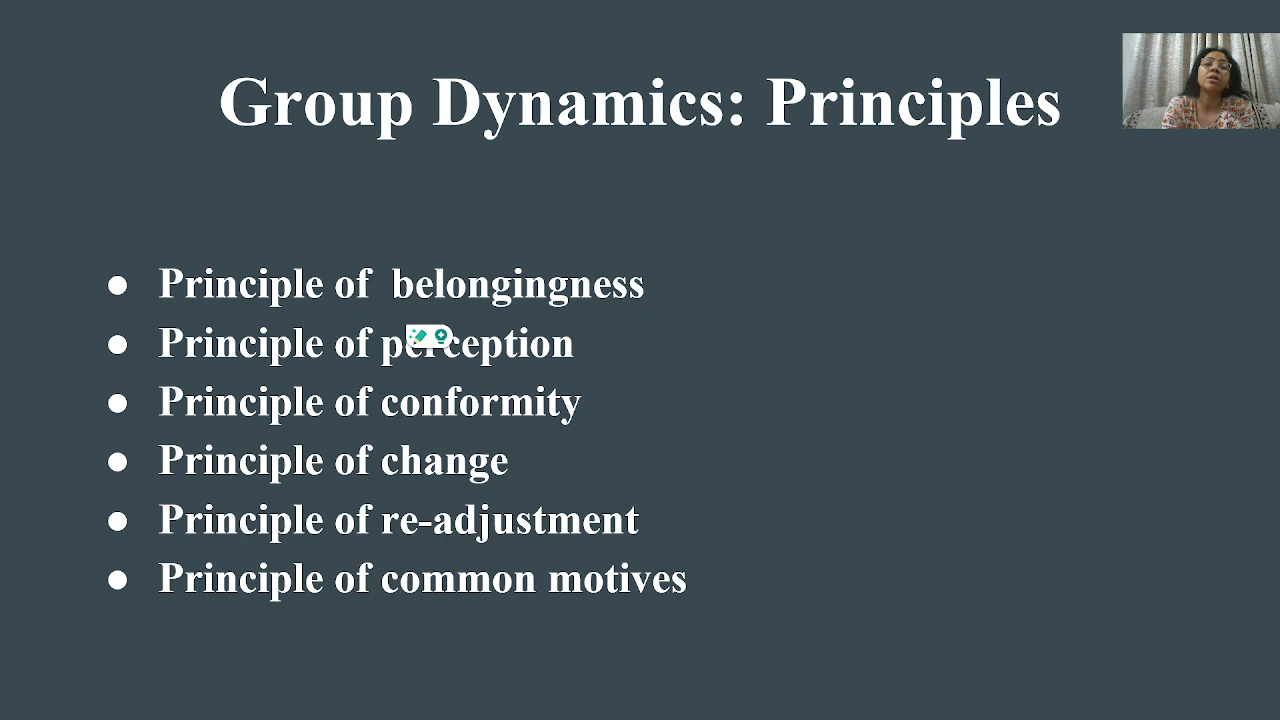 Group Dynamics: Principles
● Principle of  belongingness
● Principle of perception
● Principle of conformity
● Principle of change
● Principle of re-adjustment
● Principle of common motives